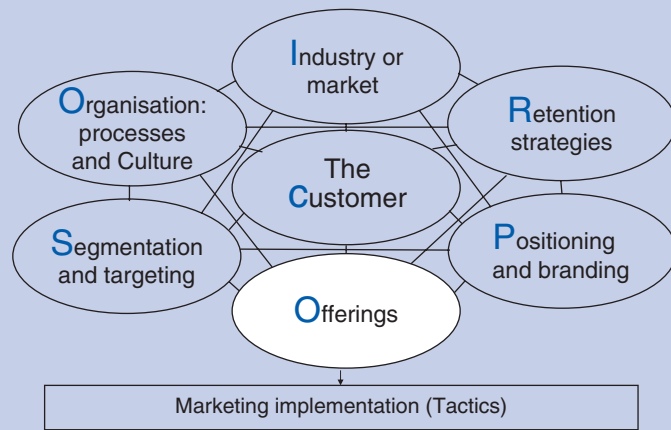 Industry or
market
Organisation:
processes
and Culture
Retention
strategies
The
Customer
Segmentation
and targeting
Positioning
and branding
Offerings
Marketing implementation (Tactics)